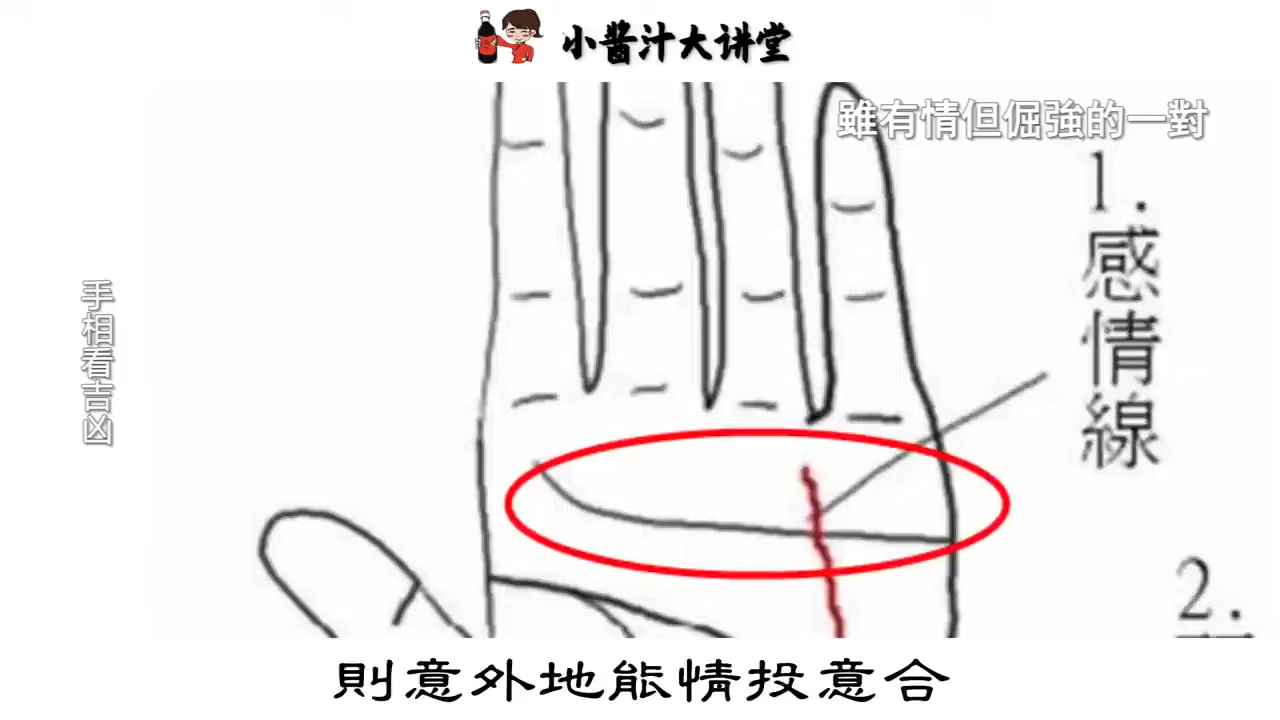 小醬汁大讲堂
雖有情但倔強的一對
手相看吉凶
1.感情線
2.
則意外地能情投意合